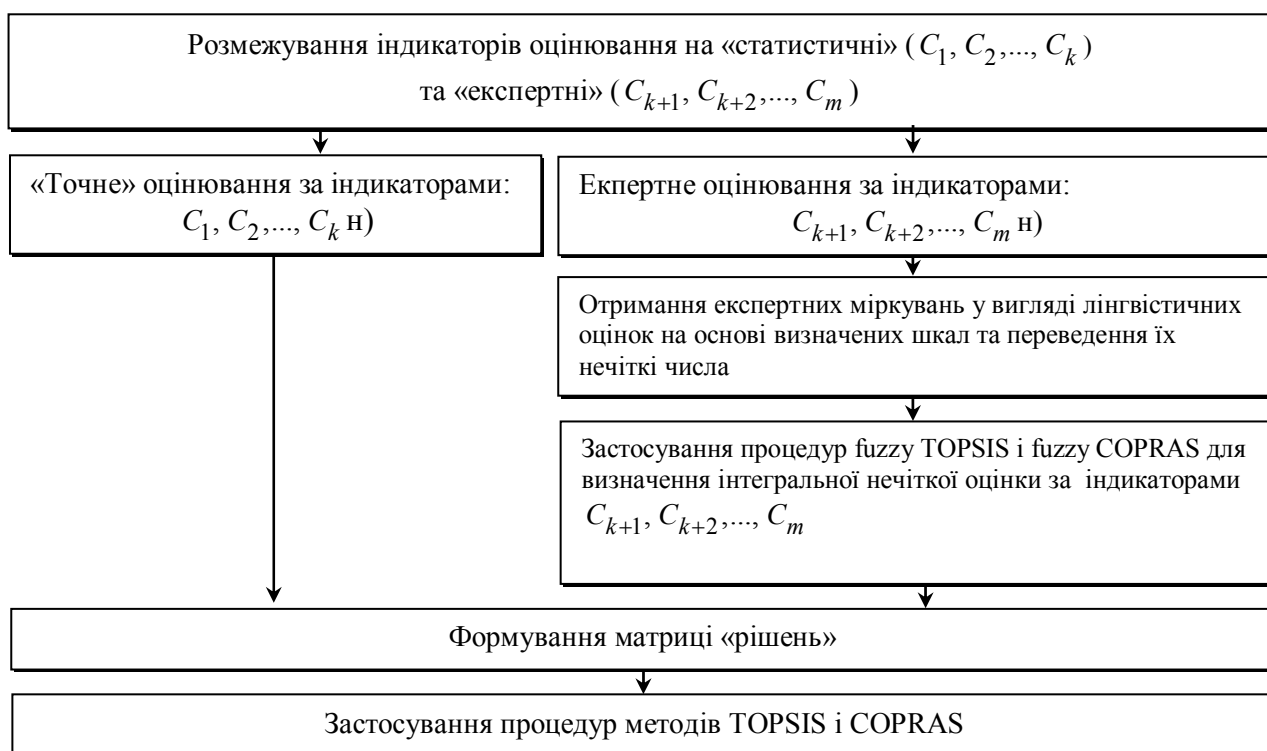 Розмежування індикаторів оцінювання на «статистичні» ( C₁, C₂,..., Cₖ)
та «експертні» ( Cₖ₊₁, Cₖ₊₂,..., Cₘ )
«Точне» оцінювання за індикаторами:
C₁, C₂,..., Cₖ н)
Екпертне оцінювання за індикаторами:
Cₖ₊₁, Cₖ₊₂,..., Cₘ н)
Отримання експертних міркувань у вигляді лінгвістичних
оцінок на основі визначених шкал та переведення їх
нечіткі числа
Застосування процедур fuzzy TOPSIS і fuzzy COPRAS для
визначення інтегральної нечіткої оцінки за індикаторами
Cₖ₊₁, Cₖ₊₂,..., Cₘ
Формування матриці «рішень»
Застосування процедур методів TOPSIS і COPRAS